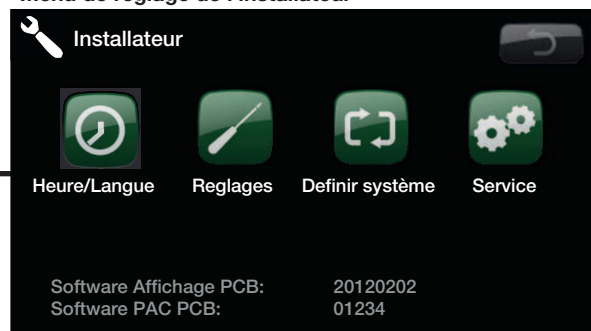 Menu de réglage de l'installateur
Installateur
Heure/Langue Reglages Definir système Service
Software Affichage PCB: 20120202
Software PAC PCB: 01234